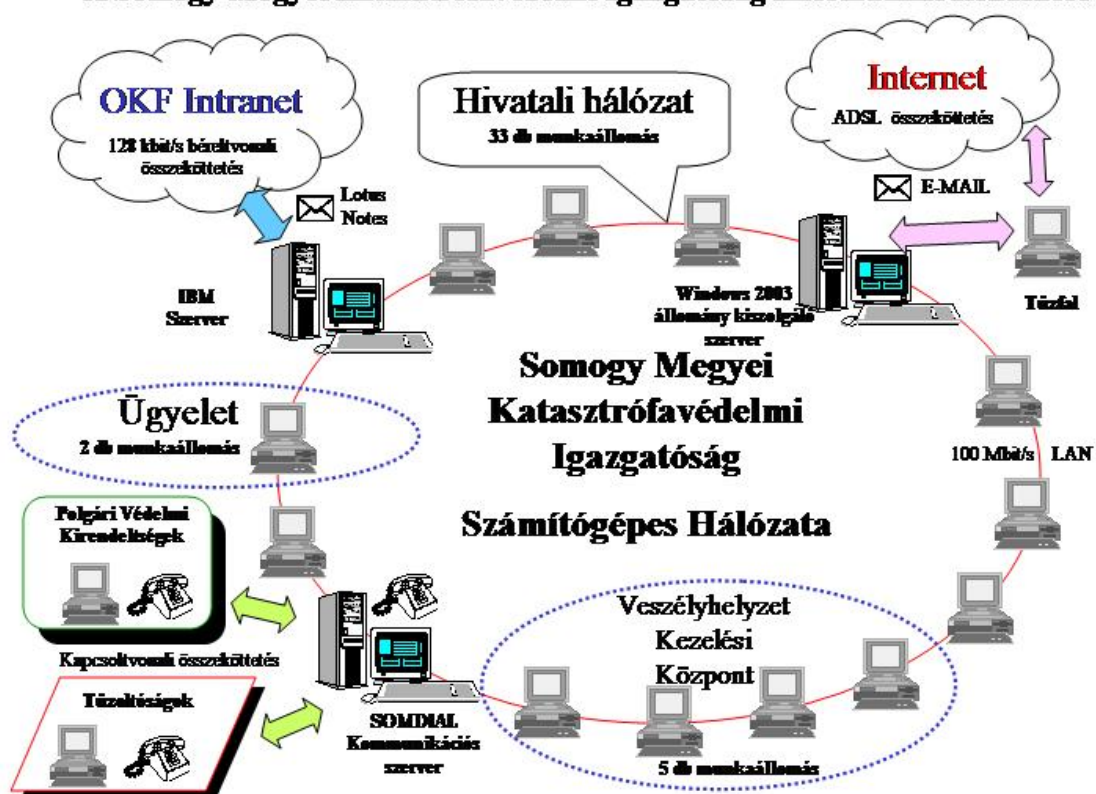 OKF Intranet
128 kbit/s béreltvonali
összeköttetés
Hivatali hálózat
33 db munkaállomás
Internet
ADSL összeköttetés
Lotus
Notes
E-MAIL
IBM
Szerver
Windows 2003
állomány kiszolgáló
szerver
Tűzfal
Somogy Megyei
Katasztrófavédelmi
Igazgatóság
Számítógépes Hálózata
Ügyelet
2 db munkaállomás
100 Mbit/s LAN
Polgári Védelmi
Kirendeltségek
Kapcsoltvonali összeköttetés
Tűzoltóságok
SOMDIAL
Kommunikációs
szerver
Veszélyhelyzet
Kezelési
Központ
5 db munkaállomás